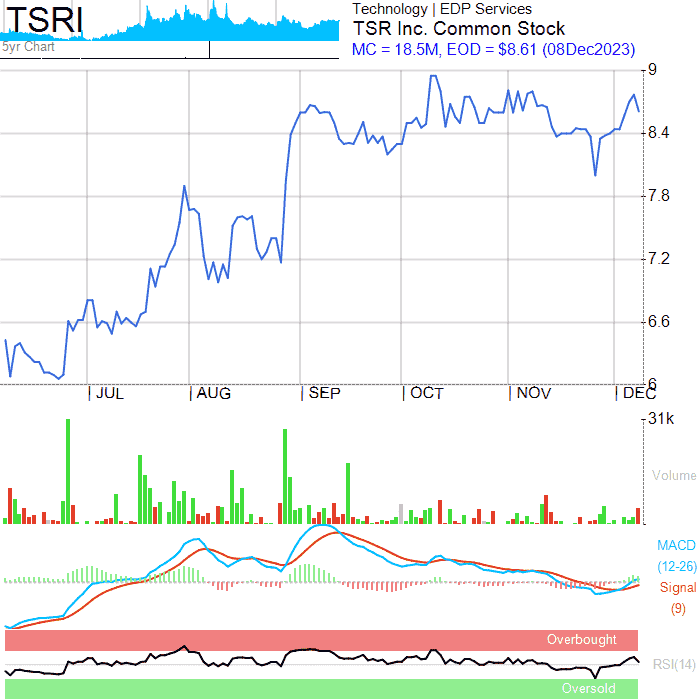 TSRI
5yr Chart
Technology | EDP Services
TSR Inc. Common Stock
MC = 18.5M, EOD = $8.61 (08Dec2023)
9
8.4
7.8
7.2
6.6
6
JUL AUG SEP OCT NOV DEC
31k
Volume
MACD
(12-26)
Signal
(9)
Overbought
RSI(14)
Oversold